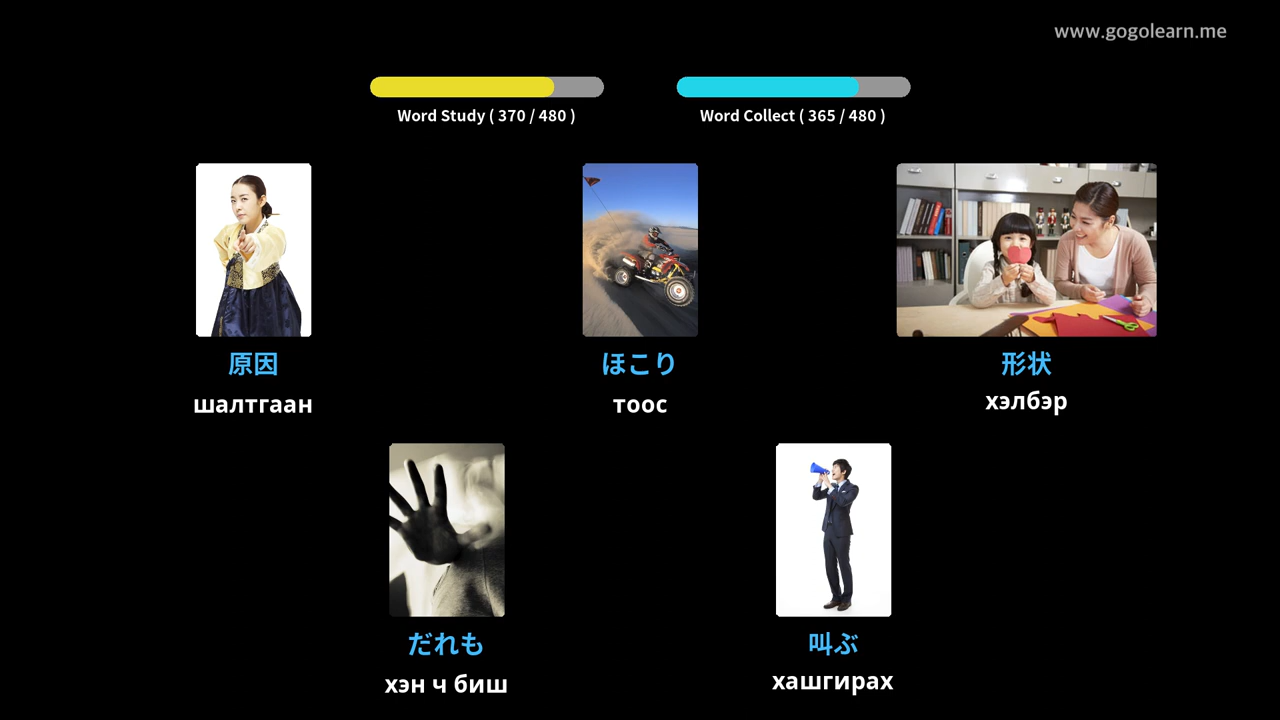 www.gogolearn.me
Word Study ( 370 / 480 )
Word Collect ( 365 / 480 )
原因
шалтгаан
ほこり
тоос
形状
хэлбэр
だれも
хэн ч биш
叫ぶ
хашгирах